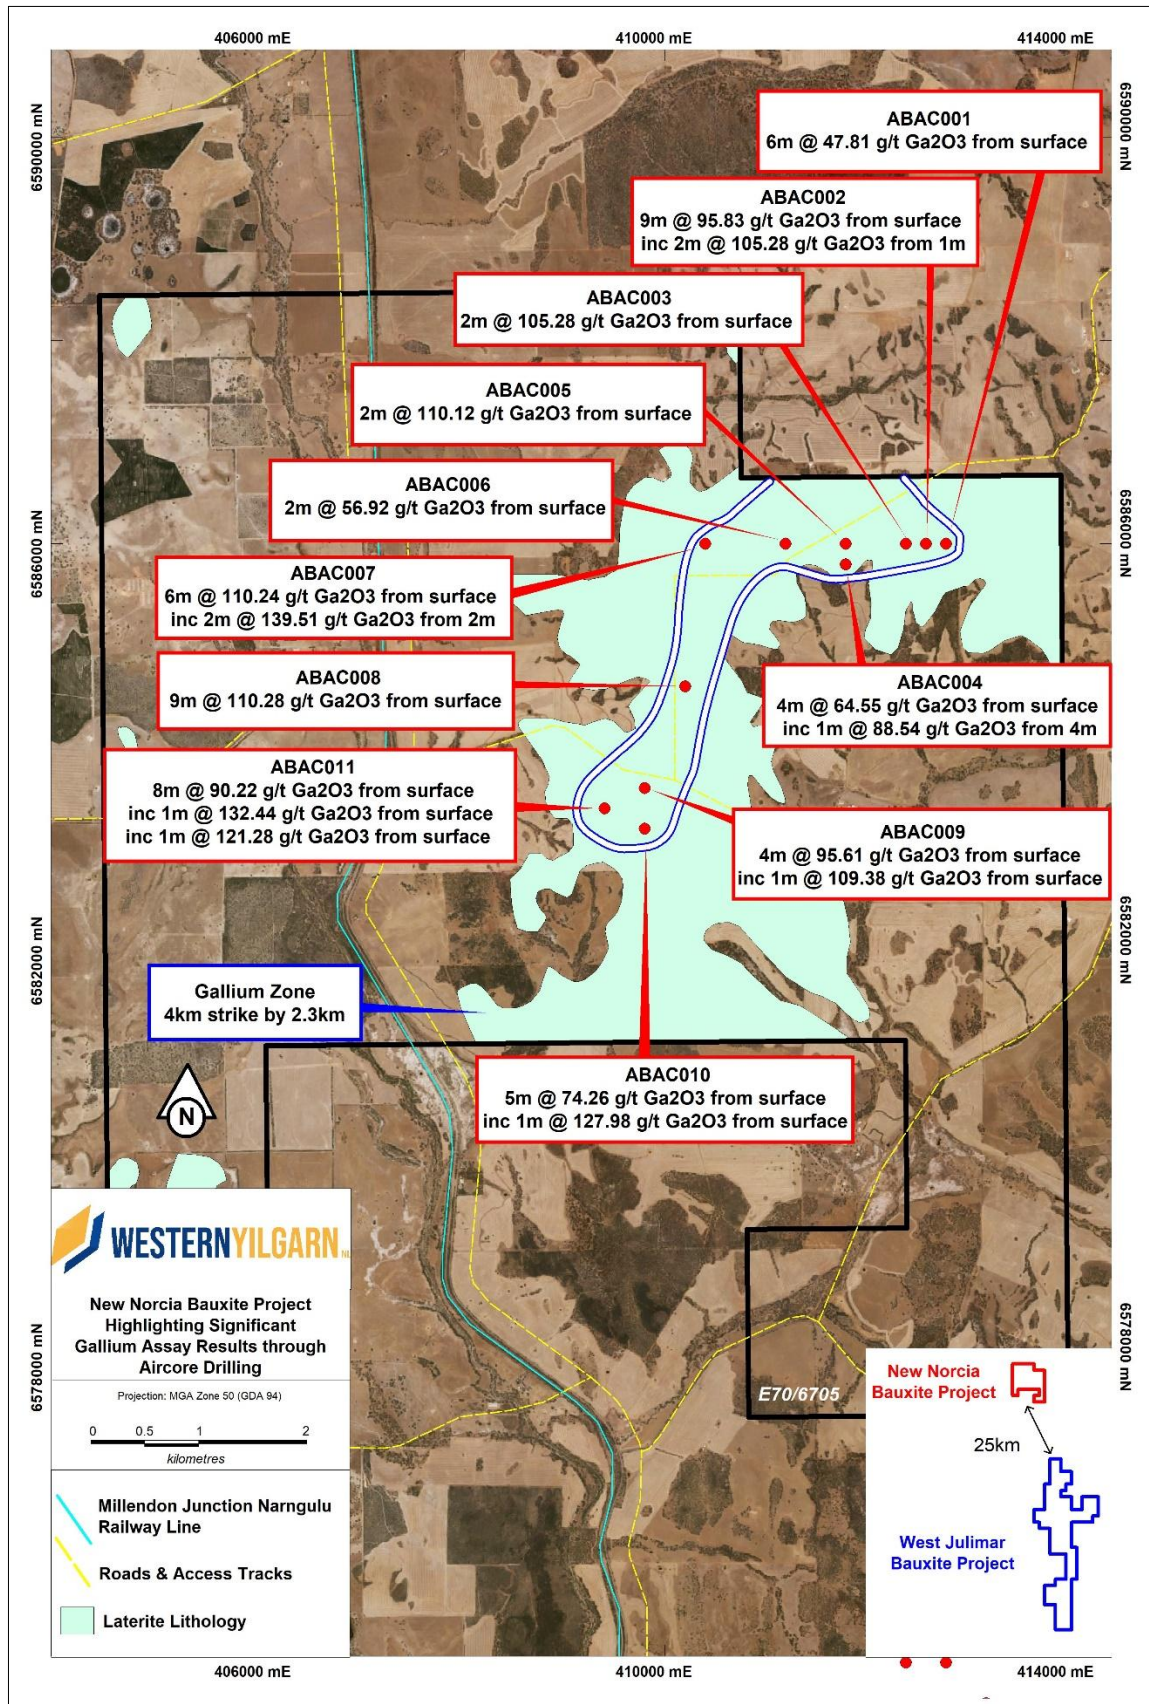 406000 mE
410000 mE
414000 mE
6590000 mN
6590000 mN
ABAC001
6m @ 47.81 g/t Ga2O3 from surface
ABAC002
9m @ 95.83 g/t Ga2O3 from surface
inc 2m @ 105.28 g/t Ga2O3 from 1m
ABAC003
2m @ 105.28 g/t Ga2O3 from surface
ABAC005
2m @ 110.12 g/t Ga2O3 from surface
ABAC006
2m @ 56.92 g/t Ga2O3 from surface
6586000 mN
6586000 mN
ABAC007
6m @ 110.24 g/t Ga2O3 from surface
inc 2m @ 139.51 g/t Ga2O3 from 2m
ABAC008
9m @ 110.28 g/t Ga2O3 from surface
ABAC004
4m @ 64.55 g/t Ga2O3 from surface
inc 1m @ 88.54 g/t Ga2O3 from 4m
ABAC011
8m @ 90.22 g/t Ga2O3 from surface
inc 1m @ 132.44 g/t Ga2O3 from surface
inc 1m @ 121.28 g/t Ga2O3 from surface
ABAC009
4m @ 95.61 g/t Ga2O3 from surface
inc 1m @ 109.38 g/t Ga2O3 from surface
6582000 mN
6582000 mN
Gallium Zone
4km strike by 2.3km
ABAC010
5m @ 74.26 g/t Ga2O3 from surface
inc 1m @ 127.98 g/t Ga2O3 from surface
N
WESTERNYILGARN NL
New Norcia Bauxite Project
Highlighting Significant
Gallium Assay Results through
Aircore Drilling
Projection: MGA Zone 50 (GDA 94)
0 0.5 1 2
kilometres
6578000 mN
6578000 mN
E70/6705
New Norcia
Bauxite Project
25km
West Julimar
Bauxite Project
Millendon Junction Narngulu
Railway Line
Roads & Access Tracks
Laterite Lithology
406000 mE
410000 mE
414000 mE